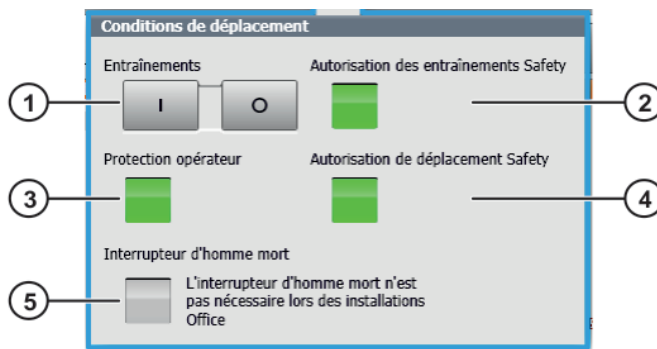 Conditions de déplacement
Entraînements
Autorisation des entraînements Safety
I
O
1
2
Protection opérateur
Autorisation de déplacement Safety
3
4
Interrupteur d'homme mort
L'interrupteur d'homme mort n'est
pas nécessaire lors des installations
Office
5